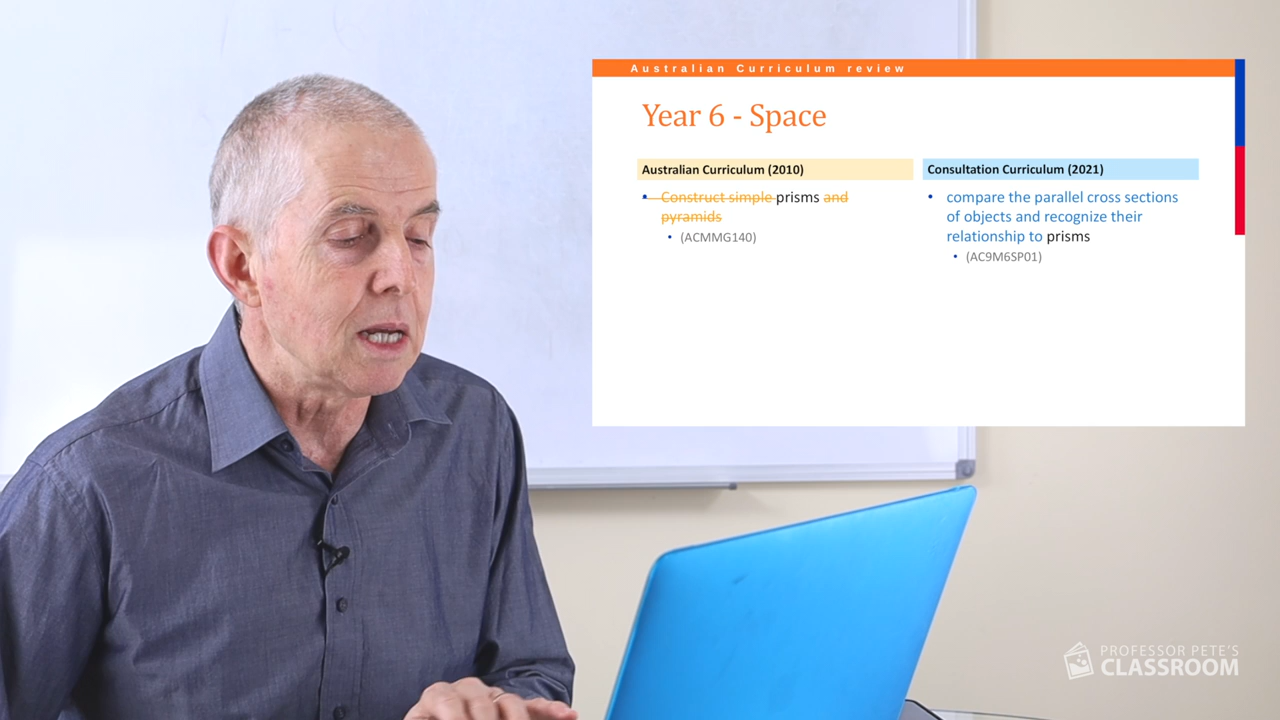 Australian Curriculum review
Year 6 - Space
Australian Curriculum (2010)
Construct simple prisms and
pyramids
(ACMMG140)
Consultation Curriculum (2021)
compare the parallel cross sections
of objects and recognize their
relationship to prisms
(AC9M6SP01)
PROFESSOR PETE'S
CLASSROOM